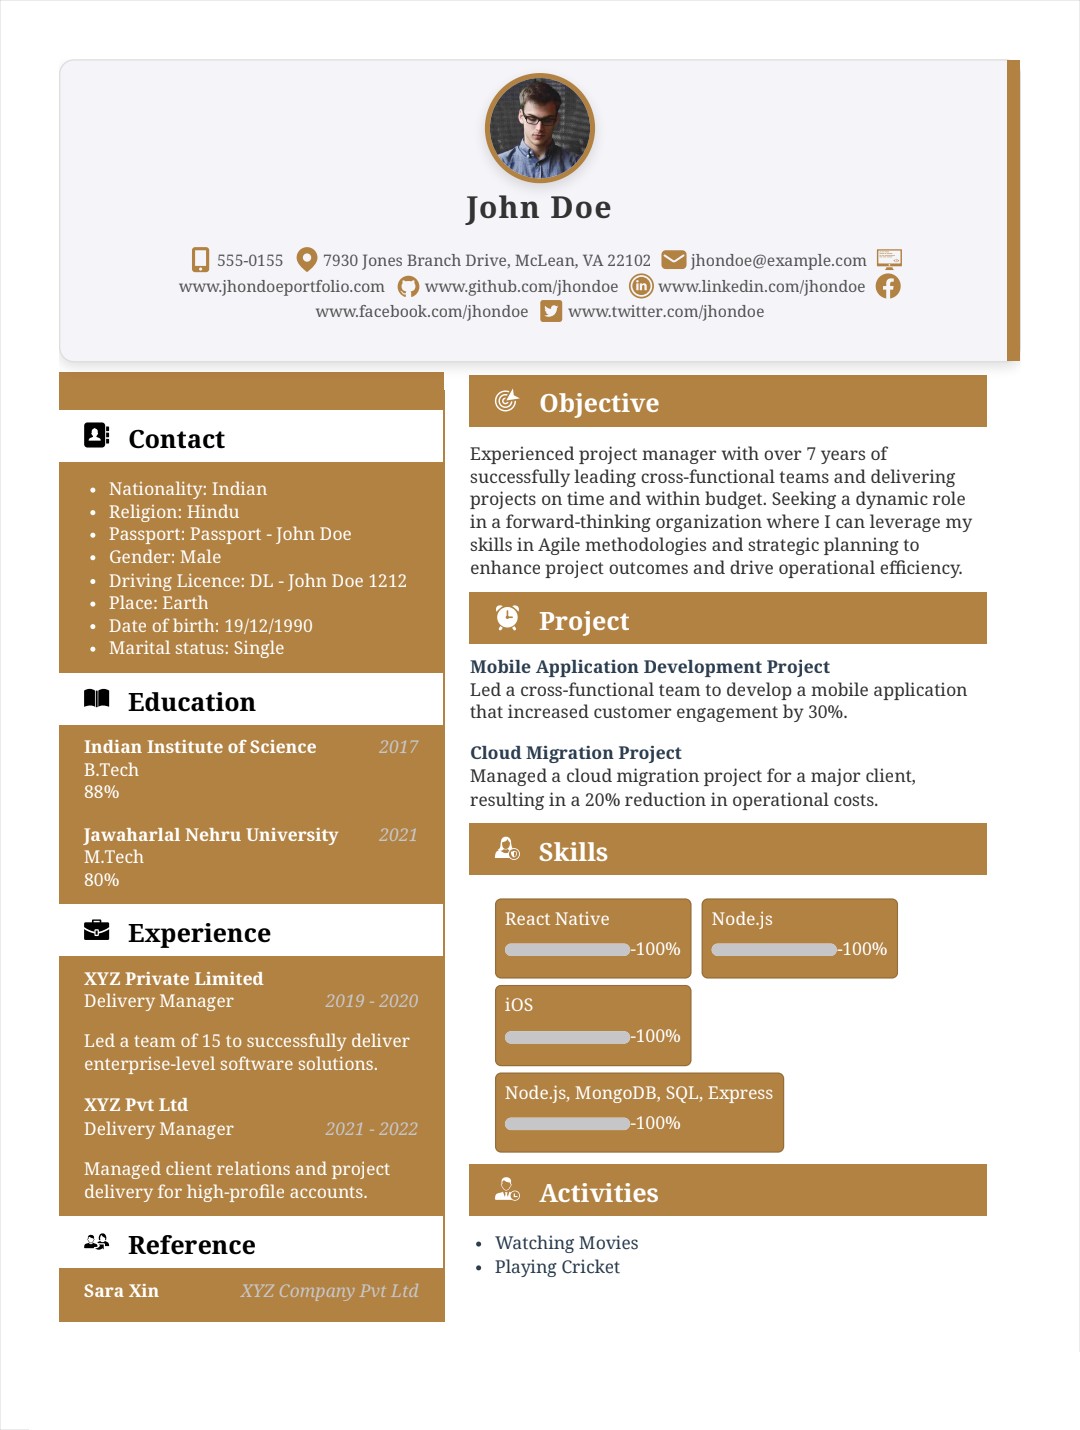 John Doe
555-0155 7930 Jones Branch Drive, McLean, VA 22102 jhondoe@example.com
www.jhondoeportfolio.com www.github.com/jhondoe www.linkedin.com/jhondoe
www.facebook.com/jhondoe www.twitter.com/jhondoe
Contact
• Nationality: Indian
• Religion: Hindu
• Passport: Passport - John Doe
• Gender: Male
• Driving Licence: DL - John Doe 1212
• Place: Earth
• Date of birth: 19/12/1990
• Marital status: Single
Education
Indian Institute of Science 2017
B.Tech
88%
Jawaharlal Nehru University 2021
M.Tech
80%
Experience
XYZ Private Limited
Delivery Manager 2019 - 2020
Led a team of 15 to successfully deliver
enterprise-level software solutions.
XYZ Pvt Ltd
Delivery Manager 2021 - 2022
Managed client relations and project
delivery for high-profile accounts.
Reference
Sara Xin XYZ Company Pvt Ltd
Objective
Experienced project manager with over 7 years of
successfully leading cross-functional teams and delivering
projects on time and within budget. Seeking a dynamic role
in a forward-thinking organization where I can leverage my
skills in Agile methodologies and strategic planning to
enhance project outcomes and drive operational efficiency.
Project
Mobile Application Development Project
Led a cross-functional team to develop a mobile application
that increased customer engagement by 30%.
Cloud Migration Project
Managed a cloud migration project for a major client,
resulting in a 20% reduction in operational costs.
Skills
React Native Node.js
-100% -100%
iOS
-100%
Node.js, MongoDB, SQL, Express
-100%
Activities
• Watching Movies
• Playing Cricket